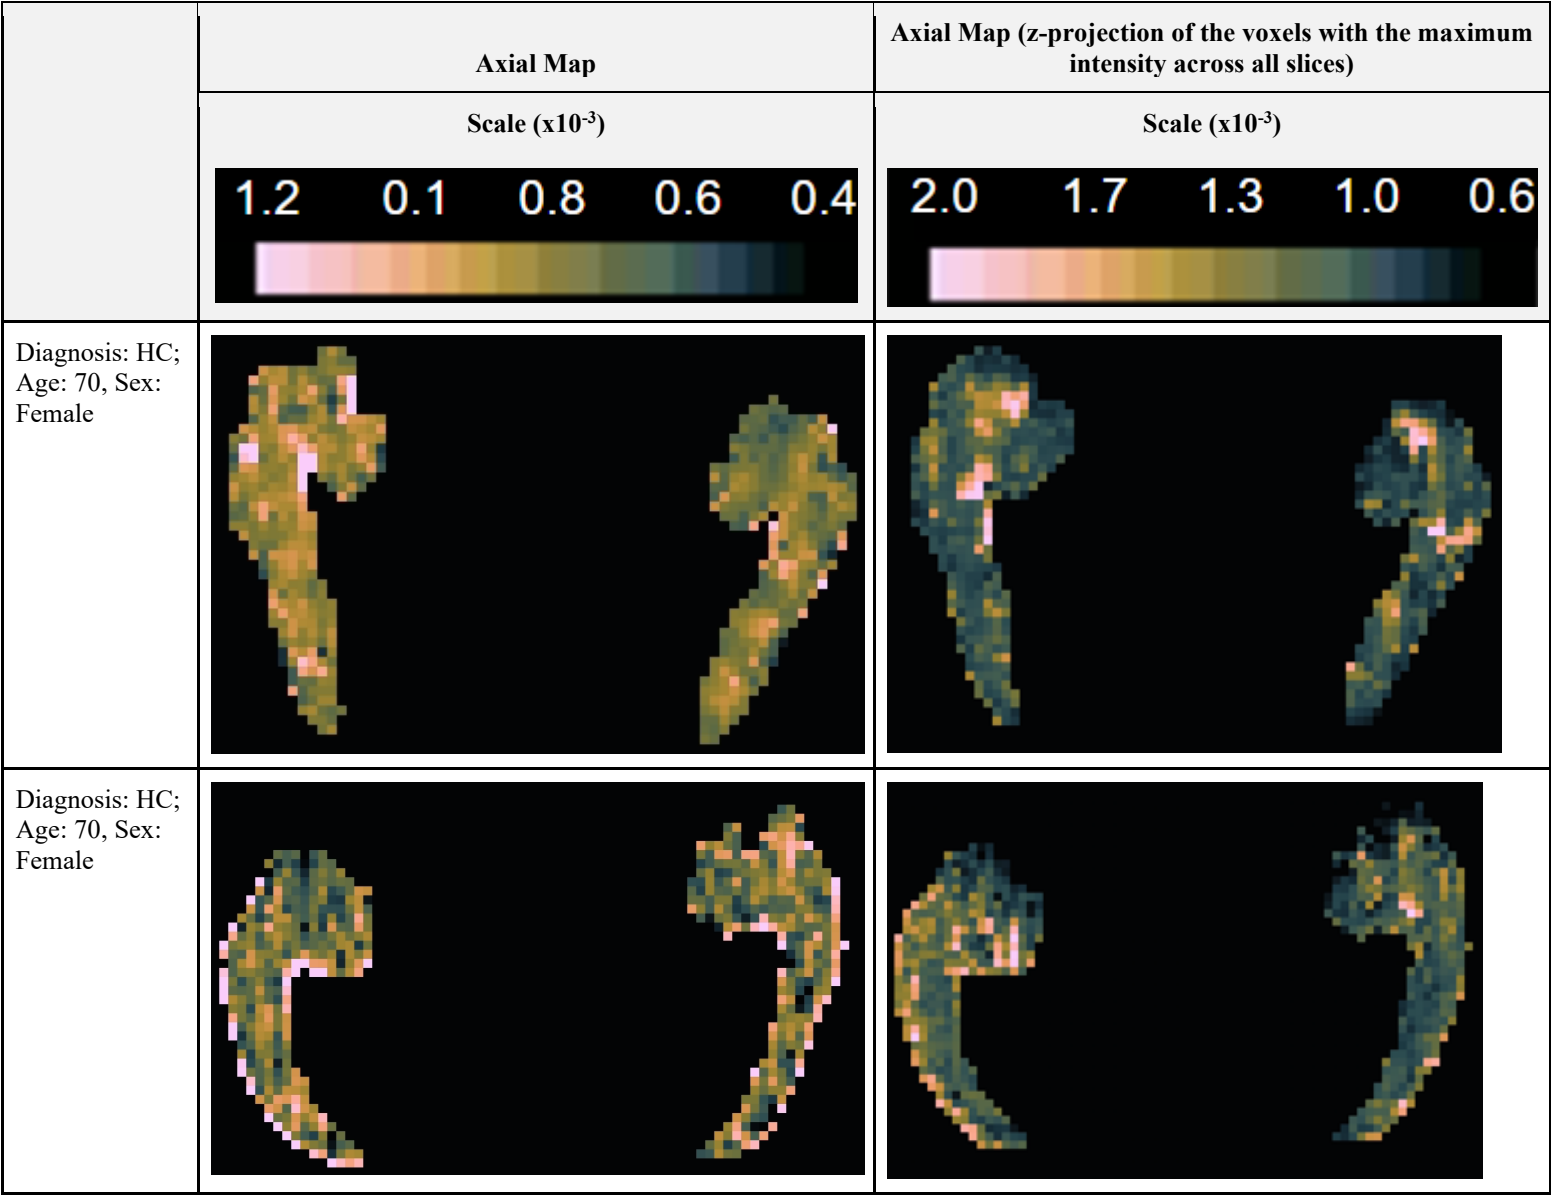 Axial Map
Axial Map (z-projection of the voxels with the maximum
intensity across all slices)
Scale (x10⁻³)
Scale (x10⁻³)
1.2 0.1 0.8 0.6 0.4
2.0 1.7 1.3 1.0 0.6
Diagnosis: HC;
Age: 70, Sex:
Female
Diagnosis: HC;
Age: 70, Sex:
Female